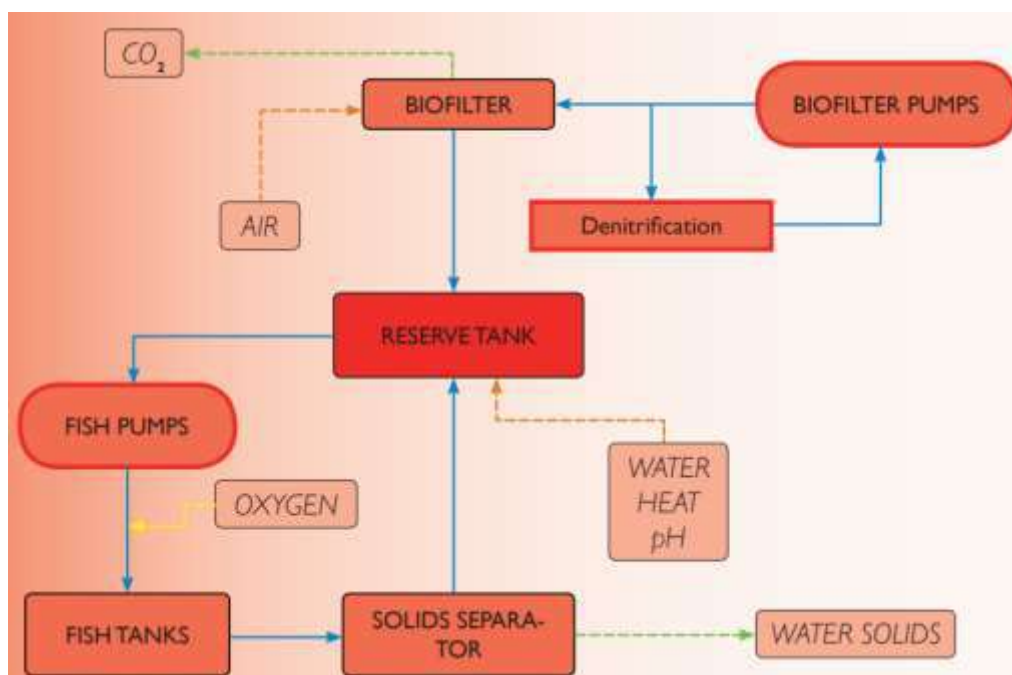 CO₂
BIOFILTER
BIOFILTER PUMPS
AIR
Denitrification
RESERVE TANK
FISH PUMPS
WATER
HEAT
pH
OXYGEN
FISH TANKS
SOLIDS SEPARA-
TOR
WATER SOLIDS